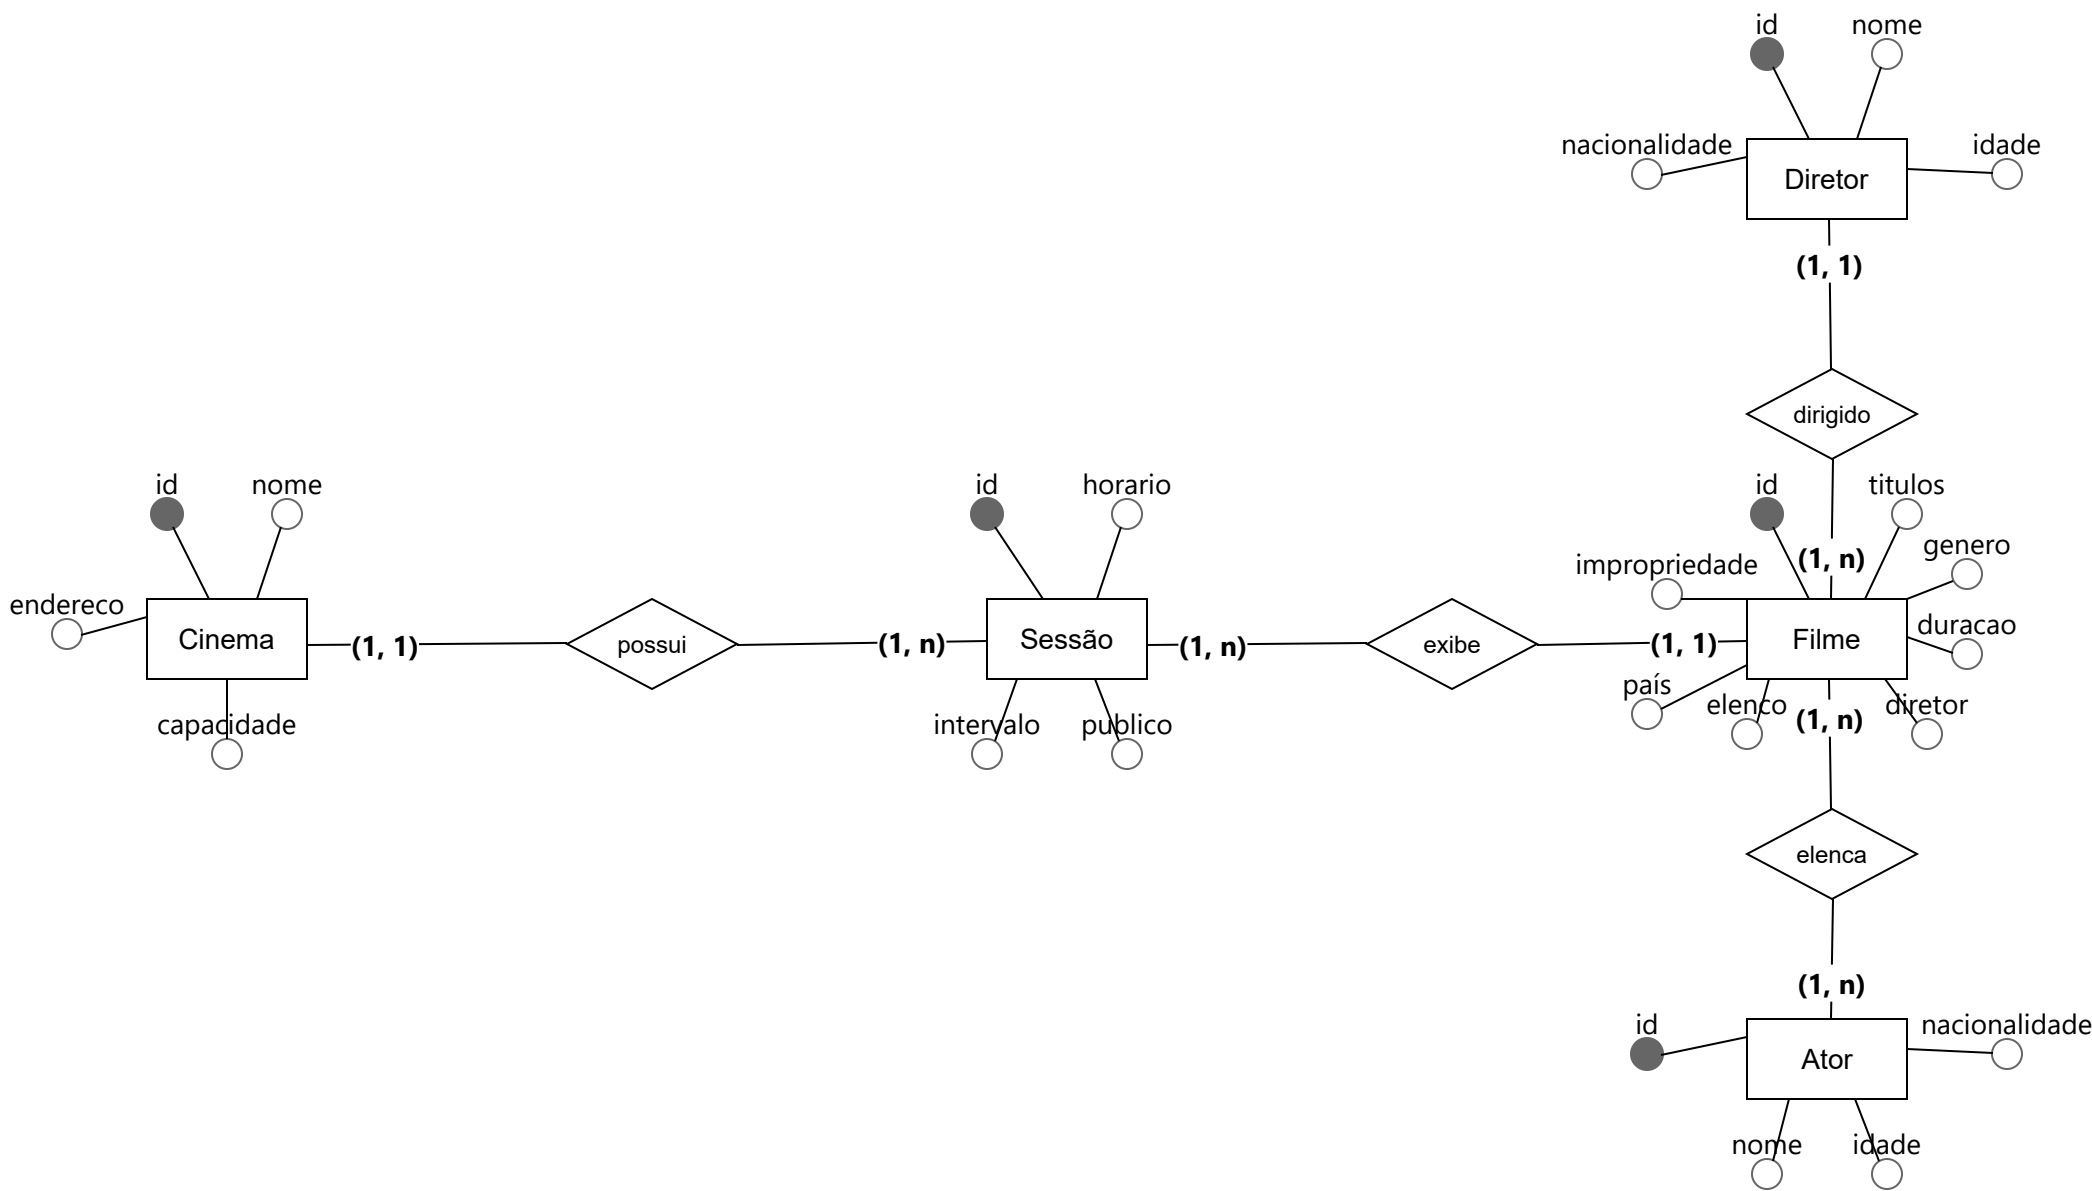 id
nome
nacionalidade
idade
Diretor
(1, 1)
dirigido
id
nome
id
horario
id
titulos
(1, n)
genero
impropriedade
endereco
Cinema
(1, 1)
possui
(1, n)
Sessão
(1, n)
exibe
(1, 1)
Filme
duracao
capacidade
intervalo
publico
país
elenco
(1, n)
diretor
elenca
(1, n)
id
nacionalidade
Ator
nome
idade